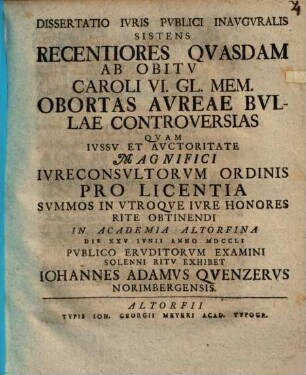 4
DISSERTATIO IVRIS PVBLICI INAVGVRALIS
SISTENS
RECENTIORES QVASDAM
AB OBITV
CAROLI VI. GL. MEM.
OBORTAS AVREAE BVL-
LAE CONTROVERSIAS
QVAM
IVSSV ET AVCTORITATE
MAGNIFICI
IVRECONSVLTORVM ORDINIS
PRO LICENTIA
SVMMOS IN VTROQVE IVRE HONORES
RITE OBTINENDI
IN ACADEMIA ALTORFINA
DIE XXV IVNII ANNO MDCCLI
PVBLICO ERVDITORVM EXAMINI
SOLENNI RITV EXHIBET
IOHANNES ADAMVS QVENZERVS
NORIMBERGENSIS.
ALTORFII
TYPIS IOH. GEORGII MEYERI ACAD. TYPOGR.